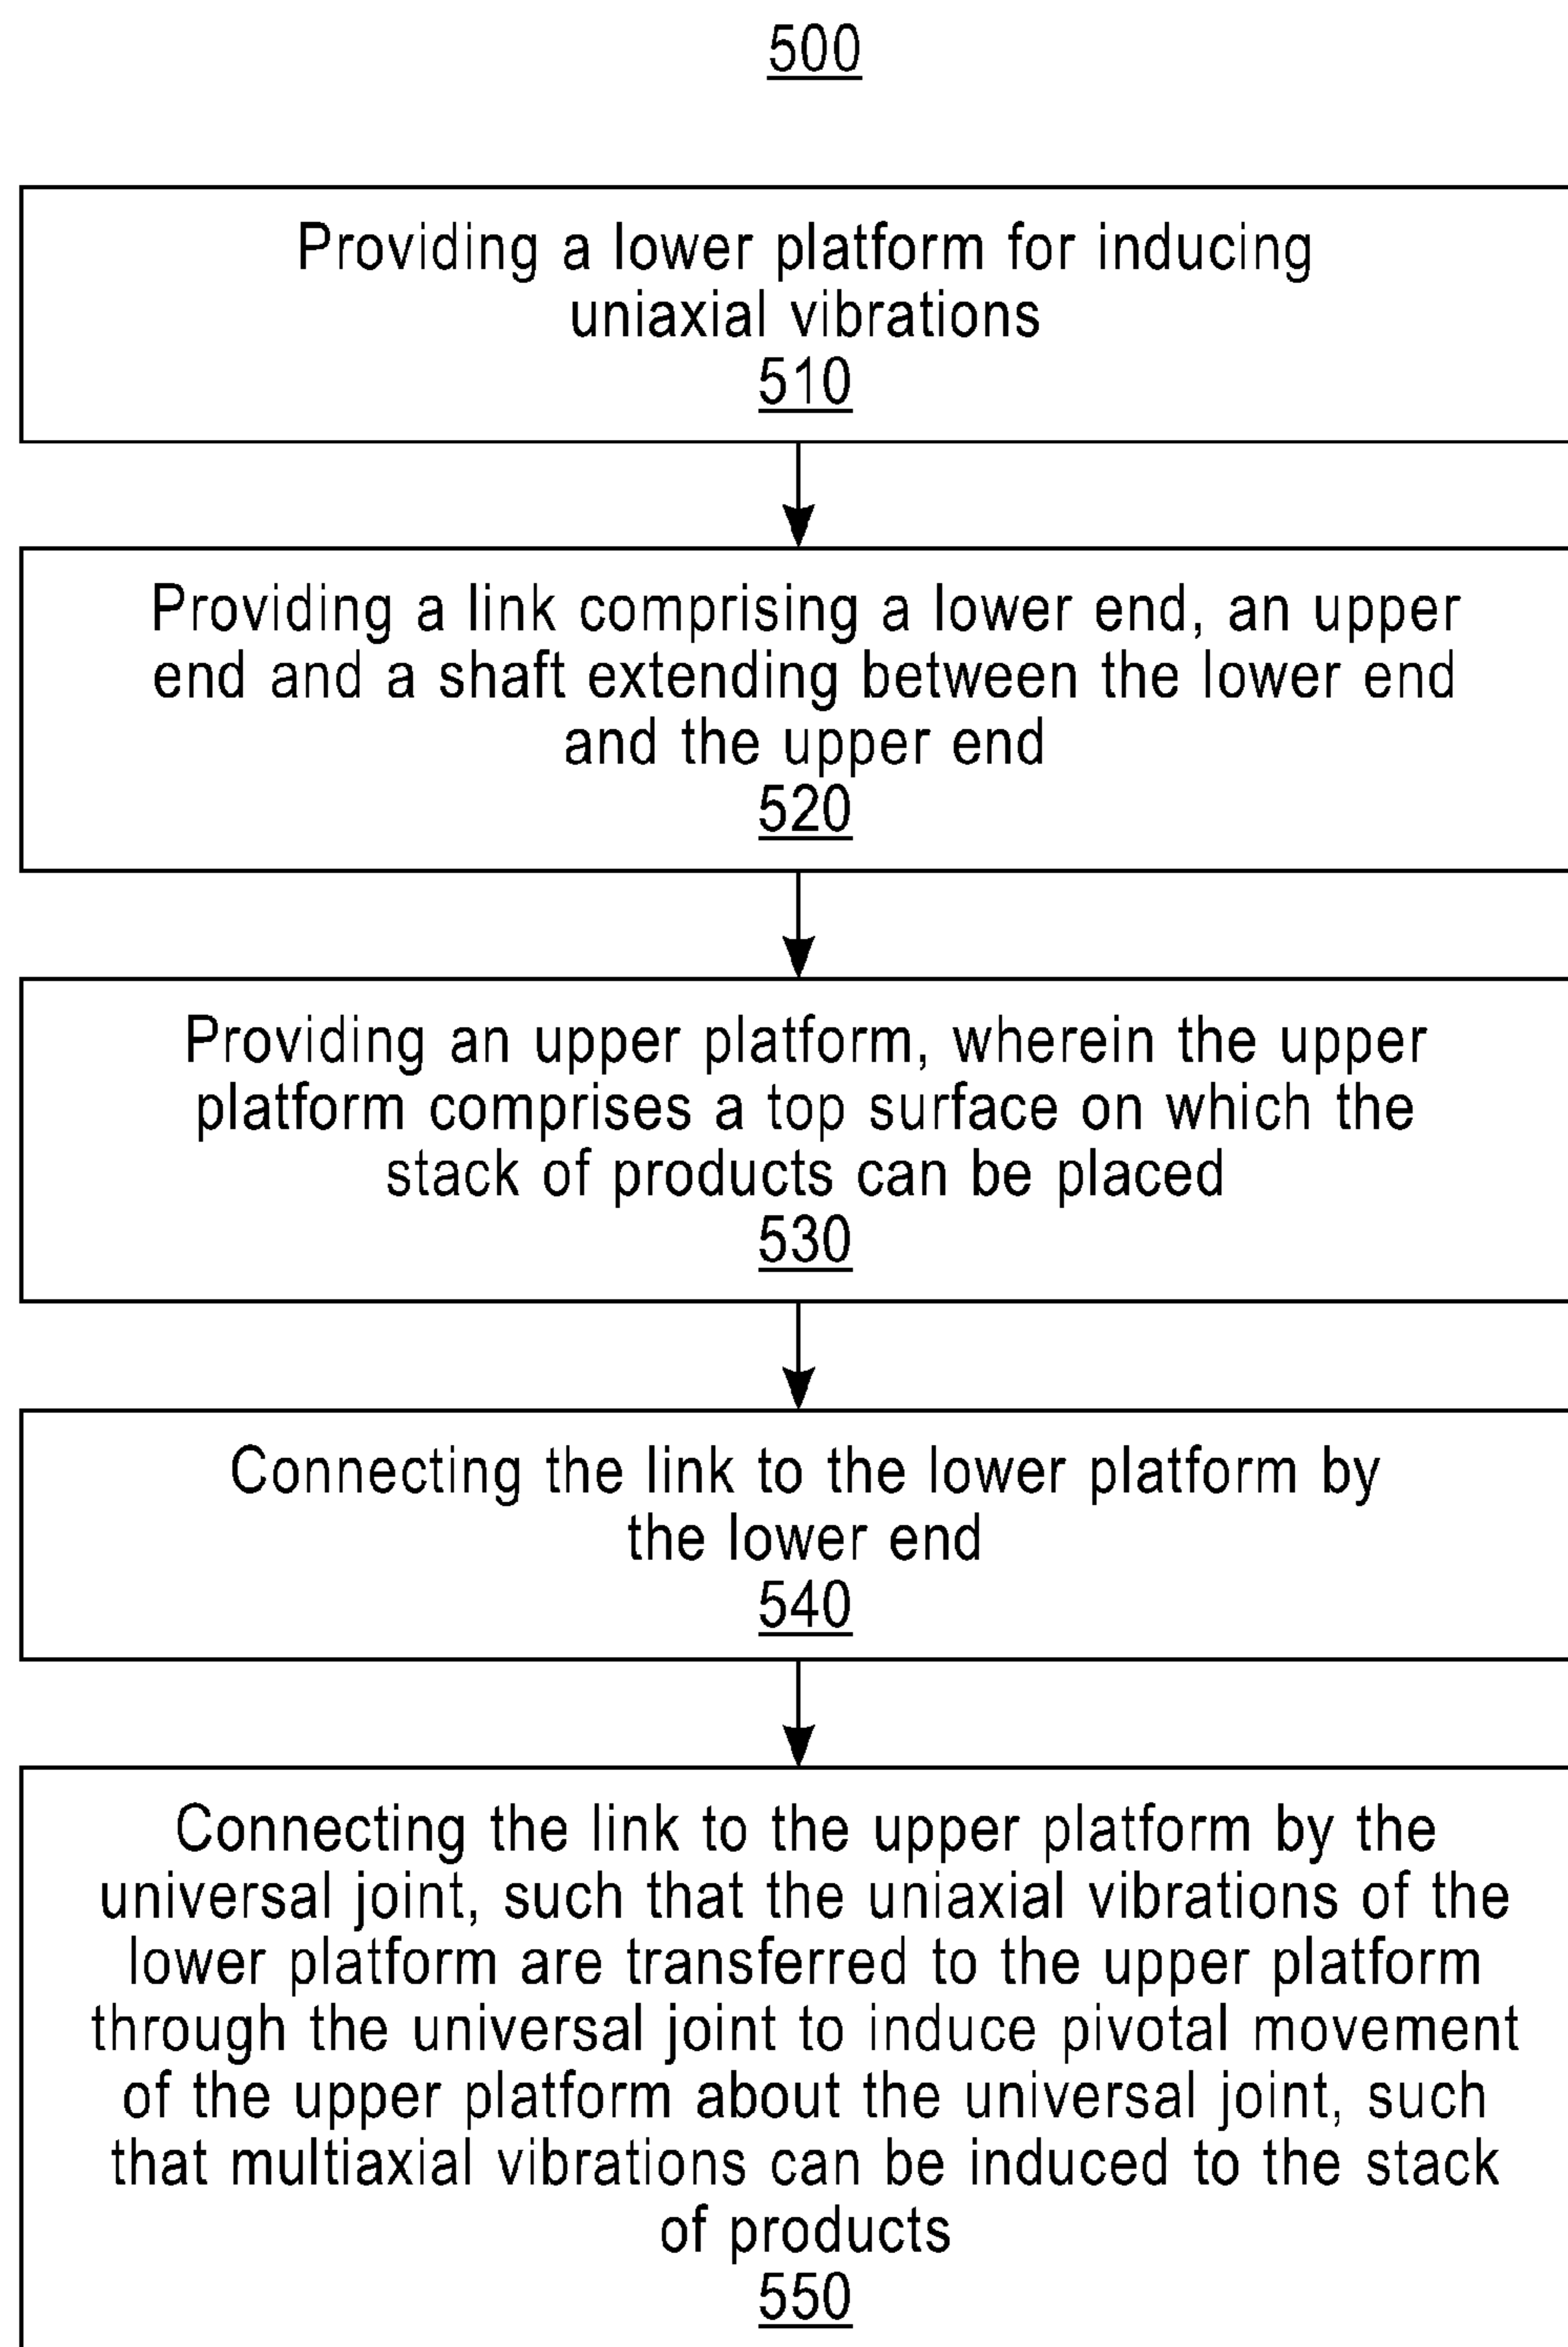 500
Providing a lower platform for inducing
uniaxial vibrations
510
Providing a link comprising a lower end, an upper
end and a shaft extending between the lower end
and the upper end
520
Providing an upper platform, wherein the upper
platform comprises a top surface on which the
stack of products can be placed
530
Connecting the link to the lower platform by
the lower end
540
Connecting the link to the upper platform by the
universal joint, such that the uniaxial vibrations of the
lower platform are transferred to the upper platform
through the universal joint to induce pivotal movement
of the upper platform about the universal joint, such
that multiaxial vibrations can be induced to the stack
of products
550